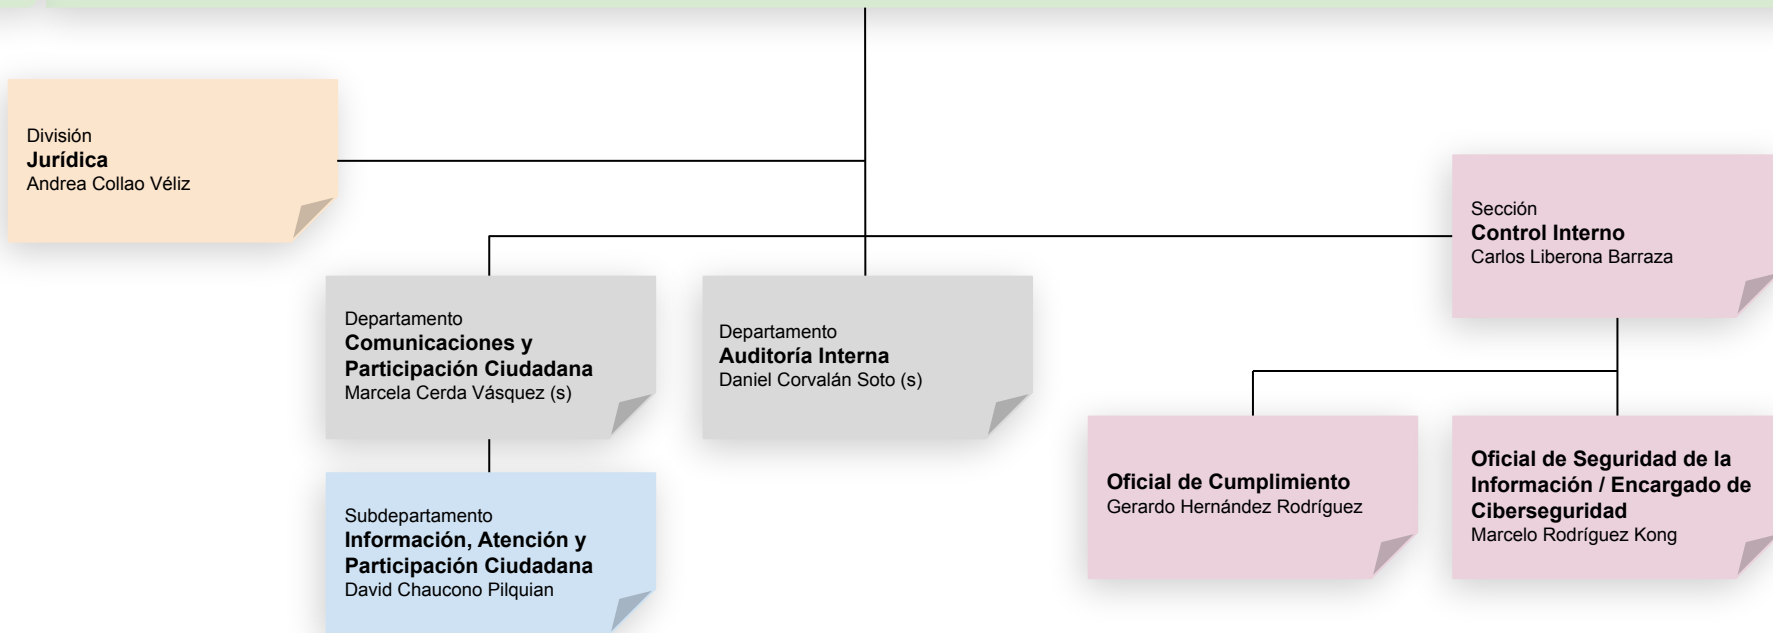 División
Jurídica
Andrea Collao Véliz
Sección
Control Interno
Carlos Liberona Barraza
Departamento
Comunicaciones y
Participación Ciudadana
Marcela Cerda Vásquez (s)
Departamento
Auditoría Interna
Daniel Corvalán Soto (s)
Oficial de Cumplimiento
Gerardo Hernández Rodríguez
Oficial de Seguridad de la
Información / Encargado de
Ciberseguridad
Marcelo Rodríguez Kong
Subdepartamento
Información, Atención y
Participación Ciudadana
David Chaucono Pilquian